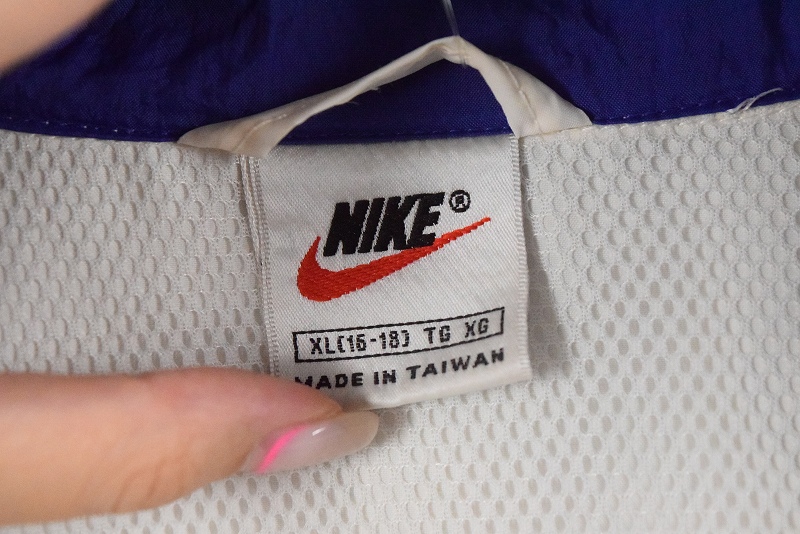 NIKE®
XL(16-18) TG XG
MADE IN TAIWAN